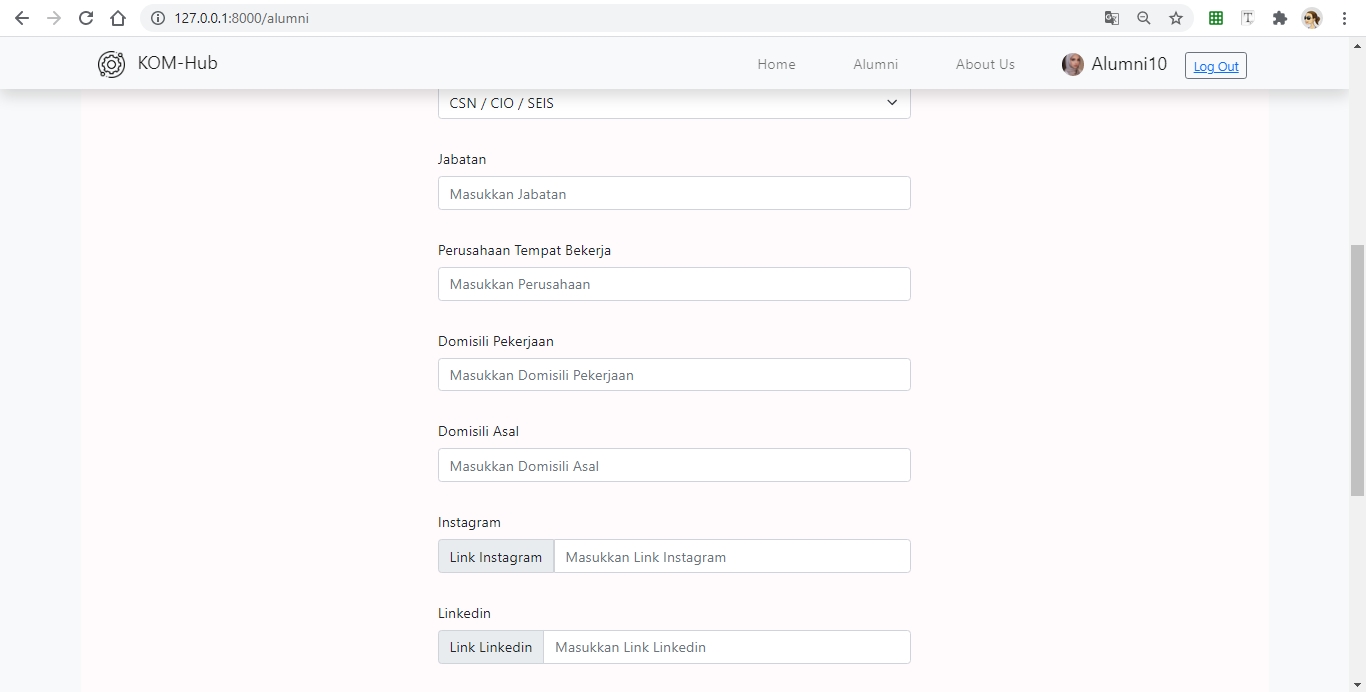 127.0.0.1:8000/alumni
KOM-Hub
Home
Alumni
About Us
Alumni10
Log Out
CSN / CIO / SEIS
Jabatan
Masukkan Jabatan
Perusahaan Tempat Bekerja
Masukkan Perusahaan
Domisili Pekerjaan
Masukkan Domisili Pekerjaan
Domisili Asal
Masukkan Domisili Asal
Instagram
Link Instagram Masukkan Link Instagram
Linkedin
Link Linkedin Masukkan Link Linkedin